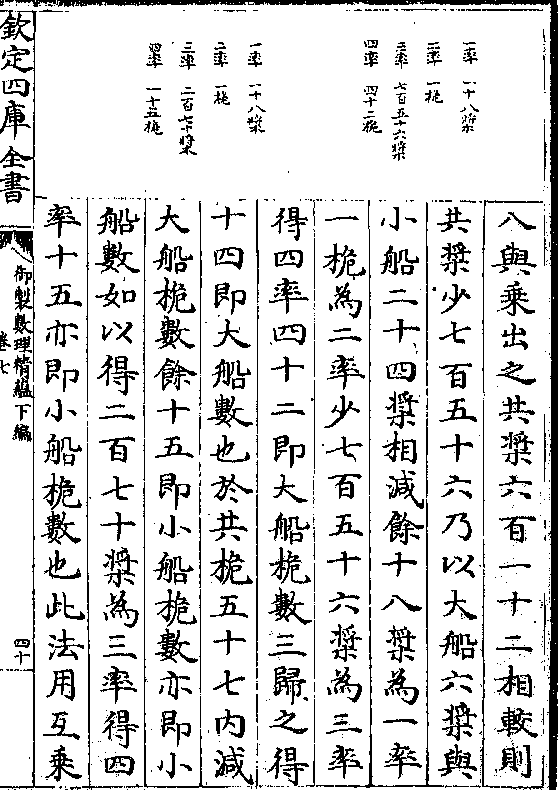 一率　一十八槳
二率　一桅
三率　七百五十六槳
四率　四十二桅
一率　一十八槳
二率　一桅
三率　二百七十槳
四率　一十五桅
八與乗出之共槳六百一十二相較則
共槳少七百五十六乃以大船六槳與
小船二十四槳相減餘十八槳為一率
一桅為二率少七百五十六槳為三率
得四率四十二即大船桅數三歸之得
十四即大船數也於共桅五十七内減
大船桅數餘十五即小船桅數亦即小
船數如以得二百七十槳為三率得四
率十五亦即小船桅數也此法用互乗
欽定四庫全書
御製數理精蘊下編
卷七
四十